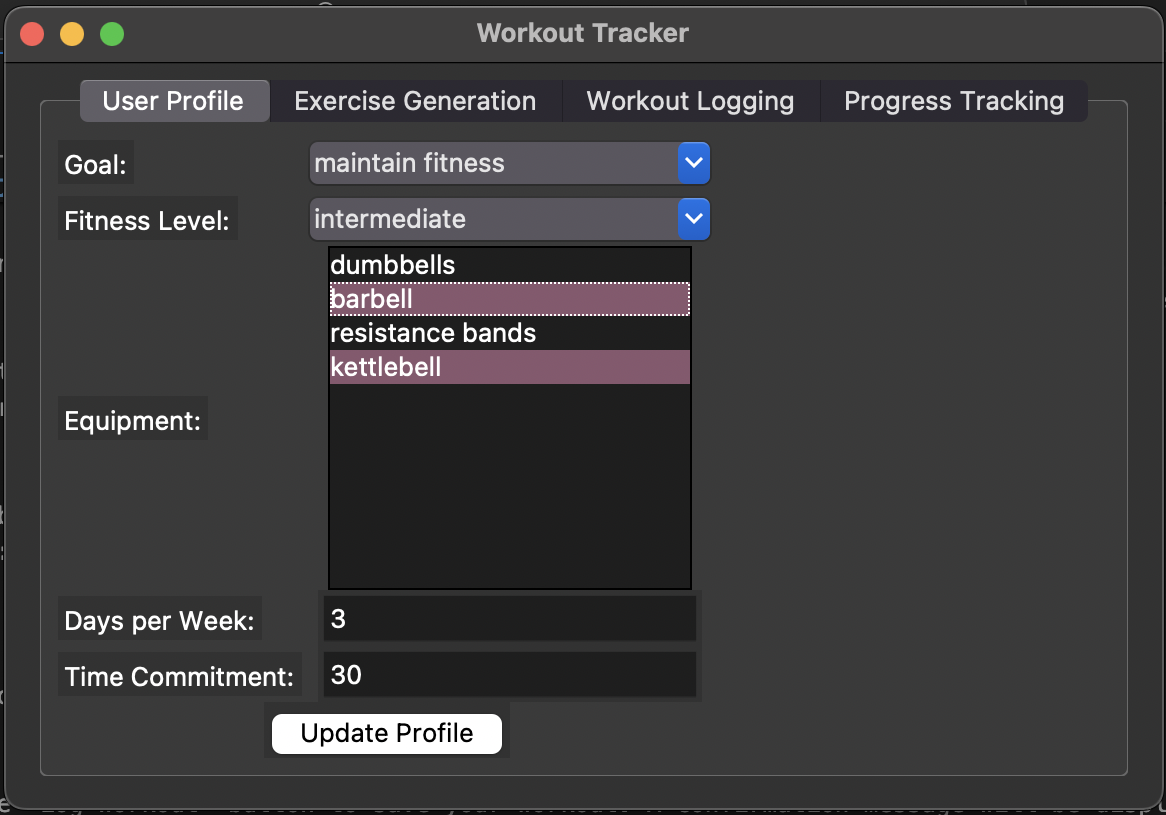 Workout Tracker
User Profile Exercise Generation Workout Logging Progress Tracking
Goal: maintain fitness
Fitness Level: intermediate
dumbbells
barbell
resistance bands
kettlebell
Equipment:
Days per Week: 3
Time Commitment: 30
Update Profile